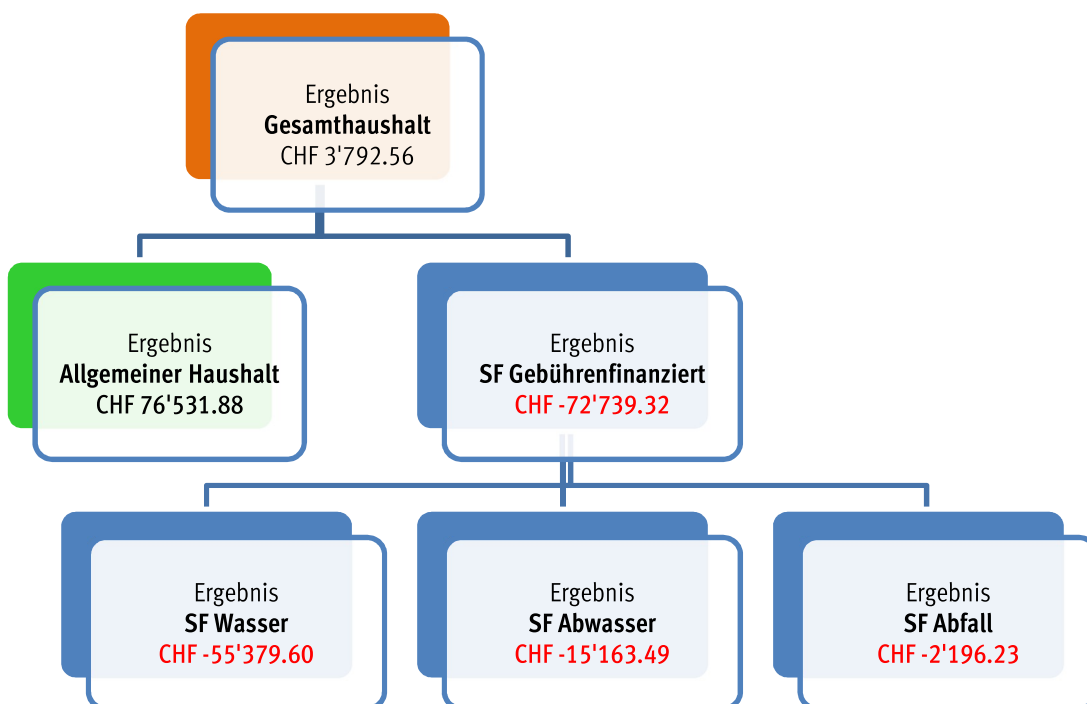 Ergebnis
Gesamthaushalt
CHF 3'792.56
Ergebnis
Allgemeiner Haushalt
CHF 76'531.88
Ergebnis
SF Gebührenfinanziert
CHF -72'739.32
Ergebnis
SF Wasser
CHF -55'379.60
Ergebnis
SF Abwasser
CHF -15'163.49
Ergebnis
SF Abfall
CHF -2'196.23